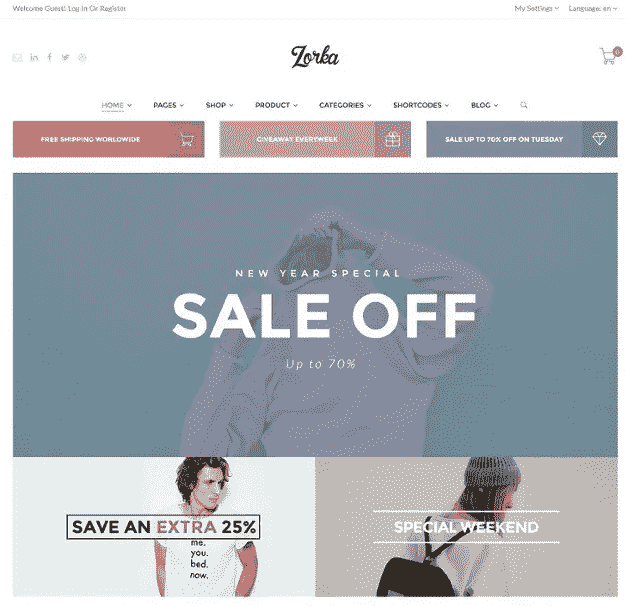 Welcome Guest! Log In Or Register
My Settings
Language: en
Zorka
0
HOME
PAGES
SHOP
PRODUCT
CATEGORIES
SHORTCODES
BLOG
FREE SHIPPING WORLDWIDE
GIVEAWAY EVERYWEEK
SALE UP TO 70% OFF ON TUESDAY
NEW YEAR SPECIAL
SALE OFF
Up to 70%
SAVE AN EXTRA 25%
me.
you.
bed.
now.
SPECIAL WEEKEND